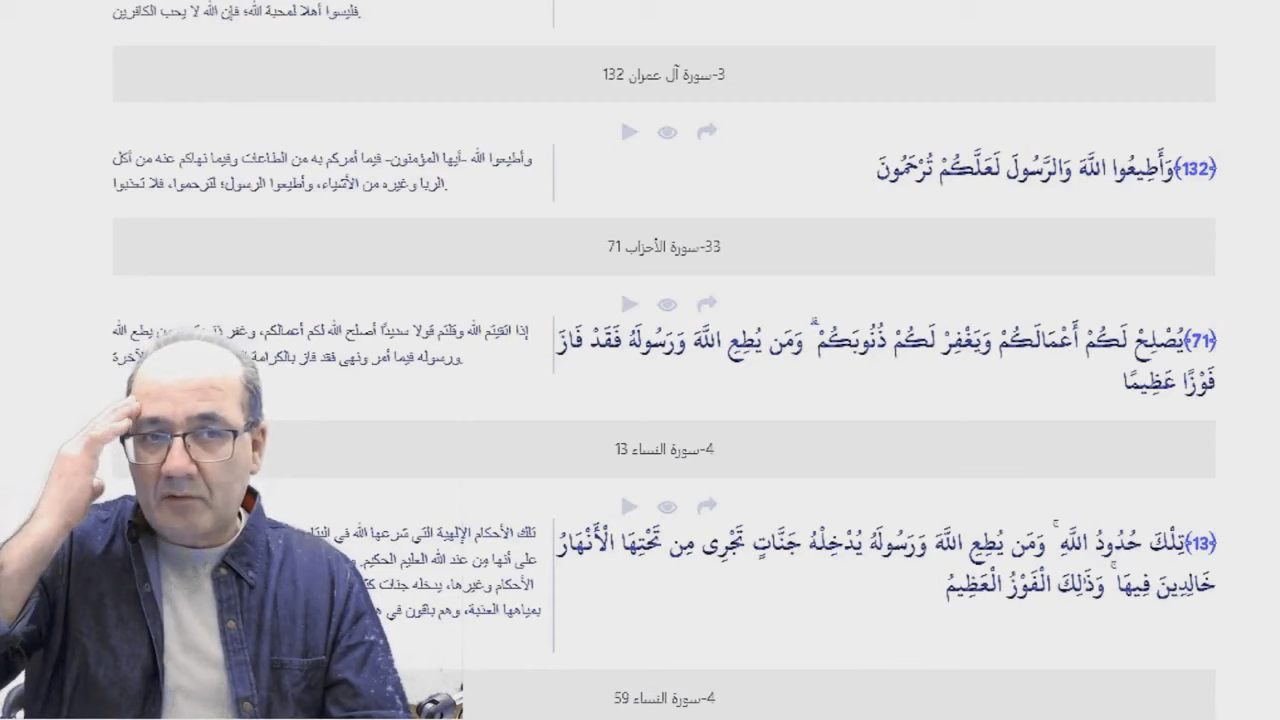 فليسوا أهلا لمحبة الله؛ فإن الله لا يحب الكافرين.
3-سورة آل عمران 132
﴿132﴾وَأَطِيعُوا اللَّهَ وَالرَّسُولَ لَعَلَّكُمْ تُرْحَمُونَ
وأطيعوا الله -أيها المؤمنون- فيما أمركم به من الطاعات وفيما نهاكم عنه من أكل
الربا وغيره من الأشياء، وأطيعوا الرسول؛ لترحموا، فلا تعذبوا.
33-سورة الأحزاب 71
﴿71﴾يُصْلِحْ لَكُمْ أَعْمَالَكُمْ وَيَغْفِرْ لَكُمْ ذُنُوبَكُمْ ۗ وَمَن يُطِعِ اللَّهَ وَرَسُولَهُ فَقَدْ فَازَ
فَوْزًا عَظِيمًا
إذا اتقيتم الله وقلتم قولا سديدًا أصلح الله لكم أعمالكم، وغفر يطع الله
ورسوله فيما أمر ونهى فقد فاز بالكرامة الآخرة.
4-سورة النساء 13
﴿13﴾تِلْكَ حُدُودُ اللَّهِ ۚ وَمَن يُطِعِ اللَّهَ وَرَسُولَهُ يُدْخِلْهُ جَنَّاتٍ تَجْرِي مِن تَحْتِهَا الْأَنْهَارُ
خَالِدِينَ فِيهَا ۚ وَذَٰلِكَ الْفَوْزُ الْعَظِيمُ
تلك الأحكام الإلهية التي شرعها الله في
على أنها مِن عند الله العليم الحكيم.
الأحكام وغيرها، يدخله جنات
بمياهها العذبة، وهم باقون في
4-سورة النساء 59